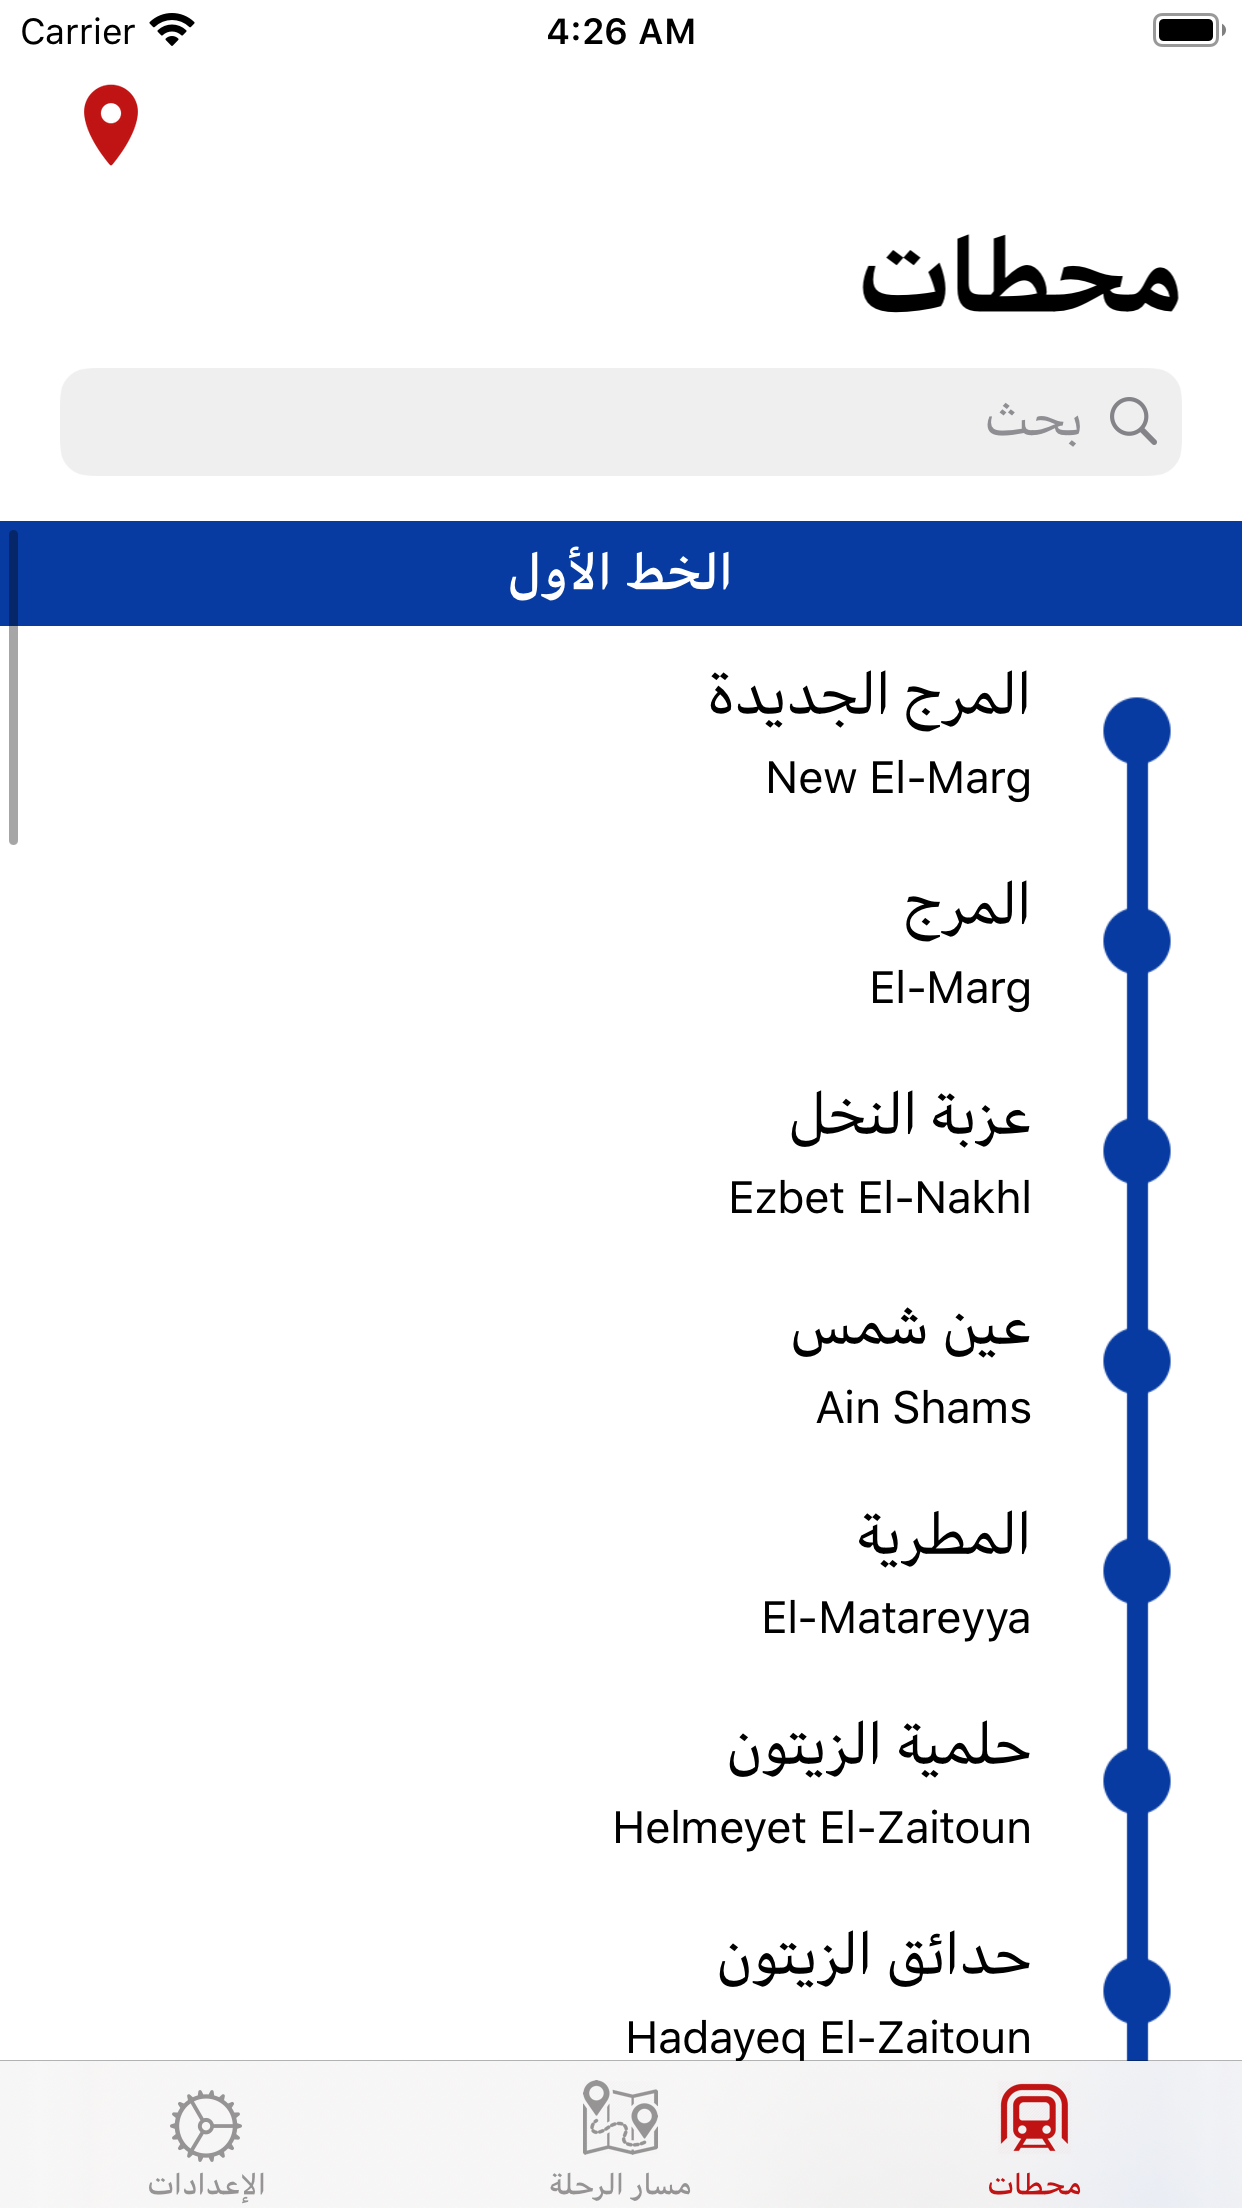 Carrier 4:26 AM
محطات
بحث
الخط الأول
المرج الجديدة
New El-Marg
المرج
El-Marg
عزبة النخل
Ezbet El-Nakhl
عين شمس
Ain Shams
المطرية
El-Matareyya
حلمية الزيتون
Helmeyet El-Zaitoun
حدائق الزيتون
Hadayeq El-Zaitoun
محطات مسار الرحلة الإعدادات